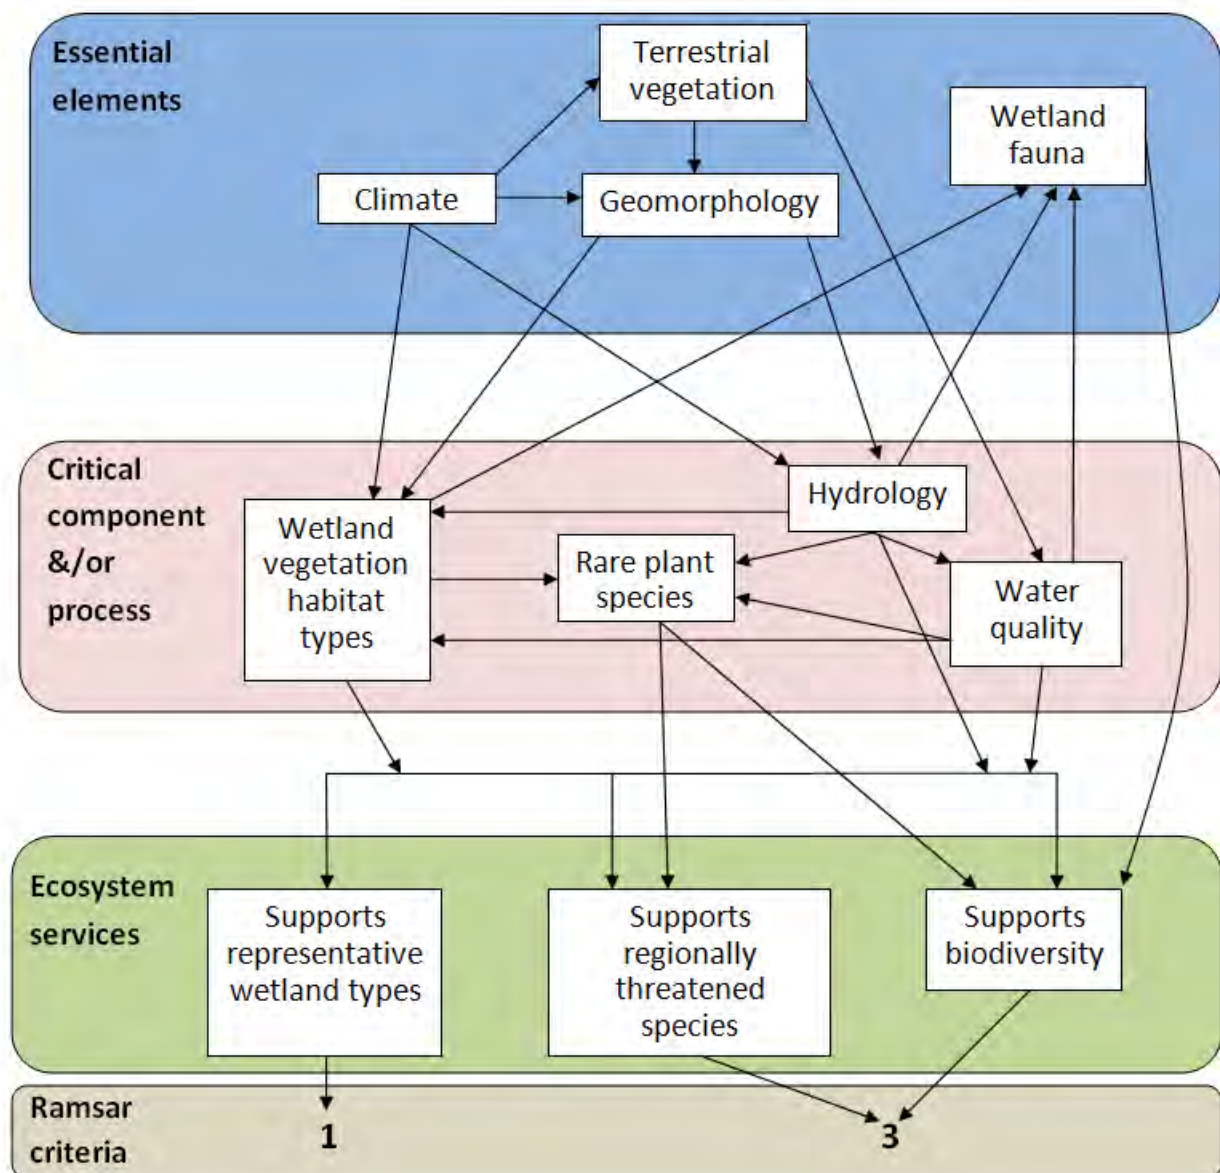 Essential
elements
Terrestrial
vegetation
Wetland
fauna
Climate
Geomorphology
Critical
component
&/or
process
Hydrology
Wetland
vegetation
habitat
types
Rare plant
species
Water
quality
Ecosystem
services
Supports
representative
wetland types
Supports
regionally
threatened
species
Supports
biodiversity
Ramsar
criteria
1
3